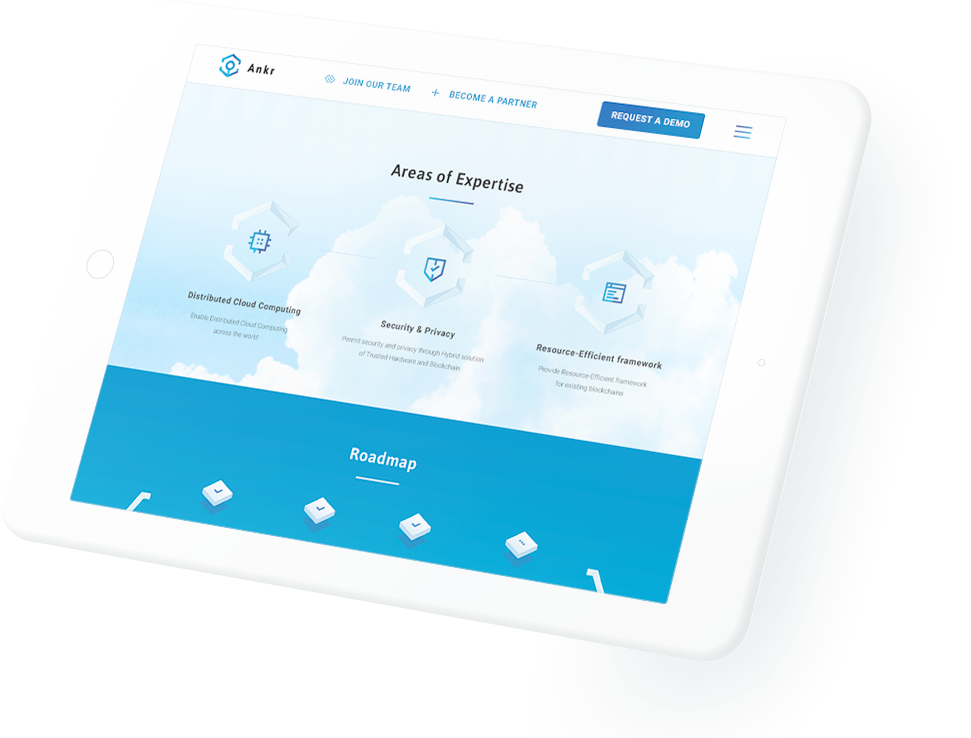 Ankr
JOIN OUR TEAM
BECOME A PARTNER
REQUEST A DEMO
Areas of Expertise
Distributed Cloud Computing
Enable Distributed Cloud Computing
across the world
Security & Privacy
Permit security and privacy through Hybrid solution
of Trusted Hardware and Blockchain
Resource-Efficient framework
Provide Resource-Efficient framework
for existing blockchains
Roadmap